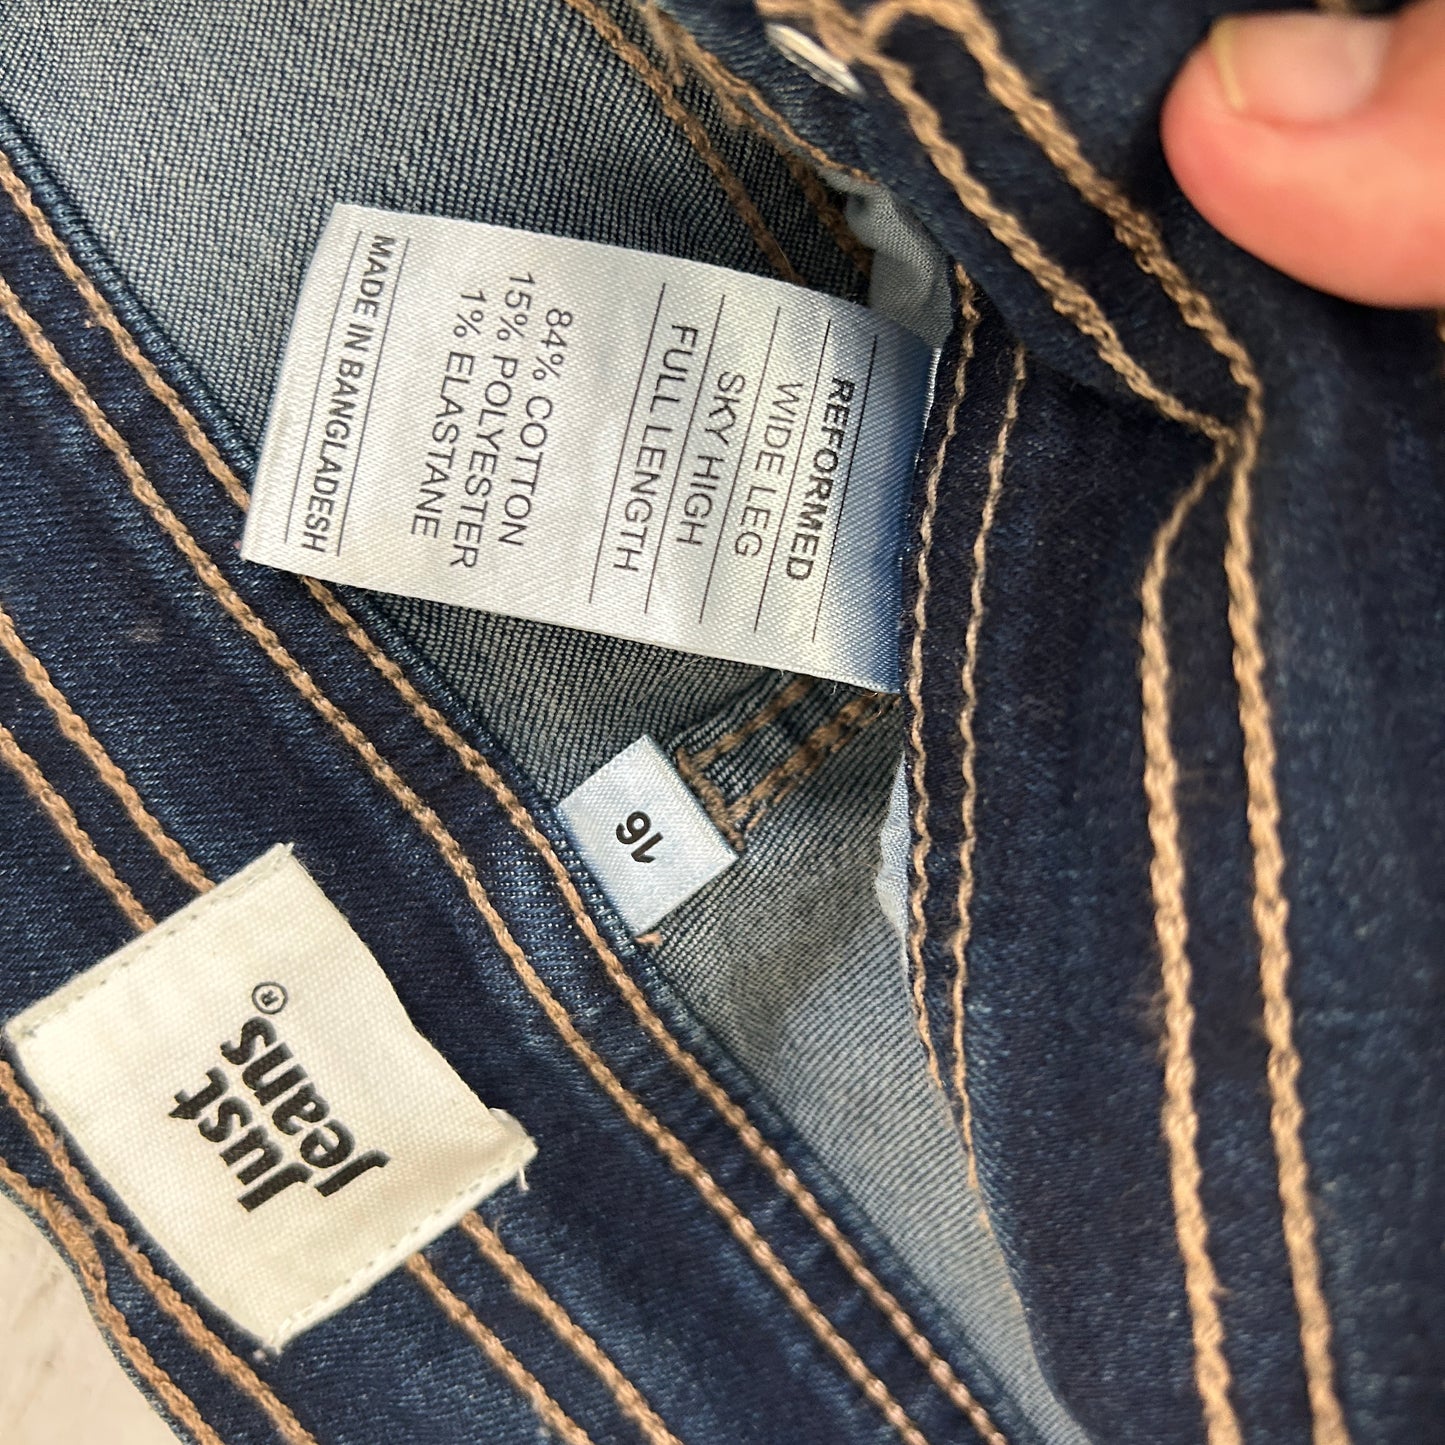 REFORMED
WIDE LEG
SKY HIGH
FULL LENGTH
84% COTTON
15% POLYESTER
1% ELASTANE
MADE IN BANGLADESH
16
Just
Jeans®